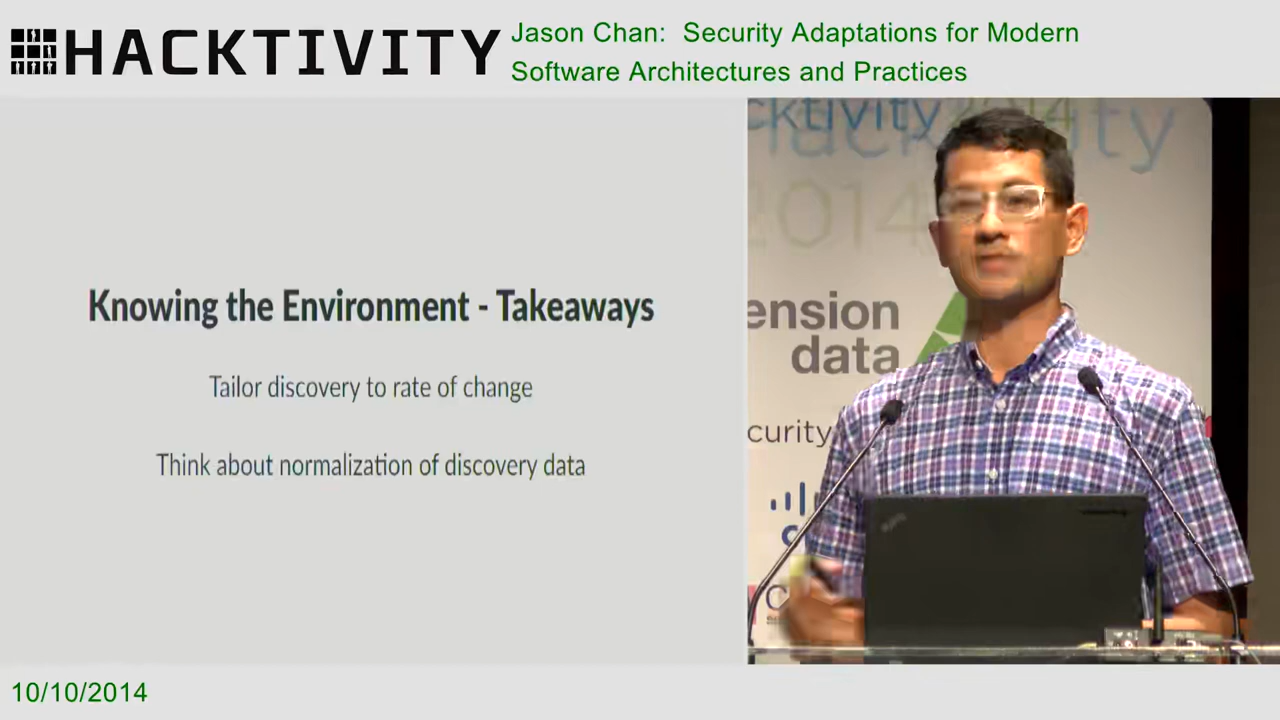 HACKTIVITY
Jason Chan: Security Adaptations for Modern
Software Architectures and Practices
Knowing the Environment - Takeaways
Tailor discovery to rate of change
Think about normalization of discovery data
2014
ension
data
curity
10/10/2014